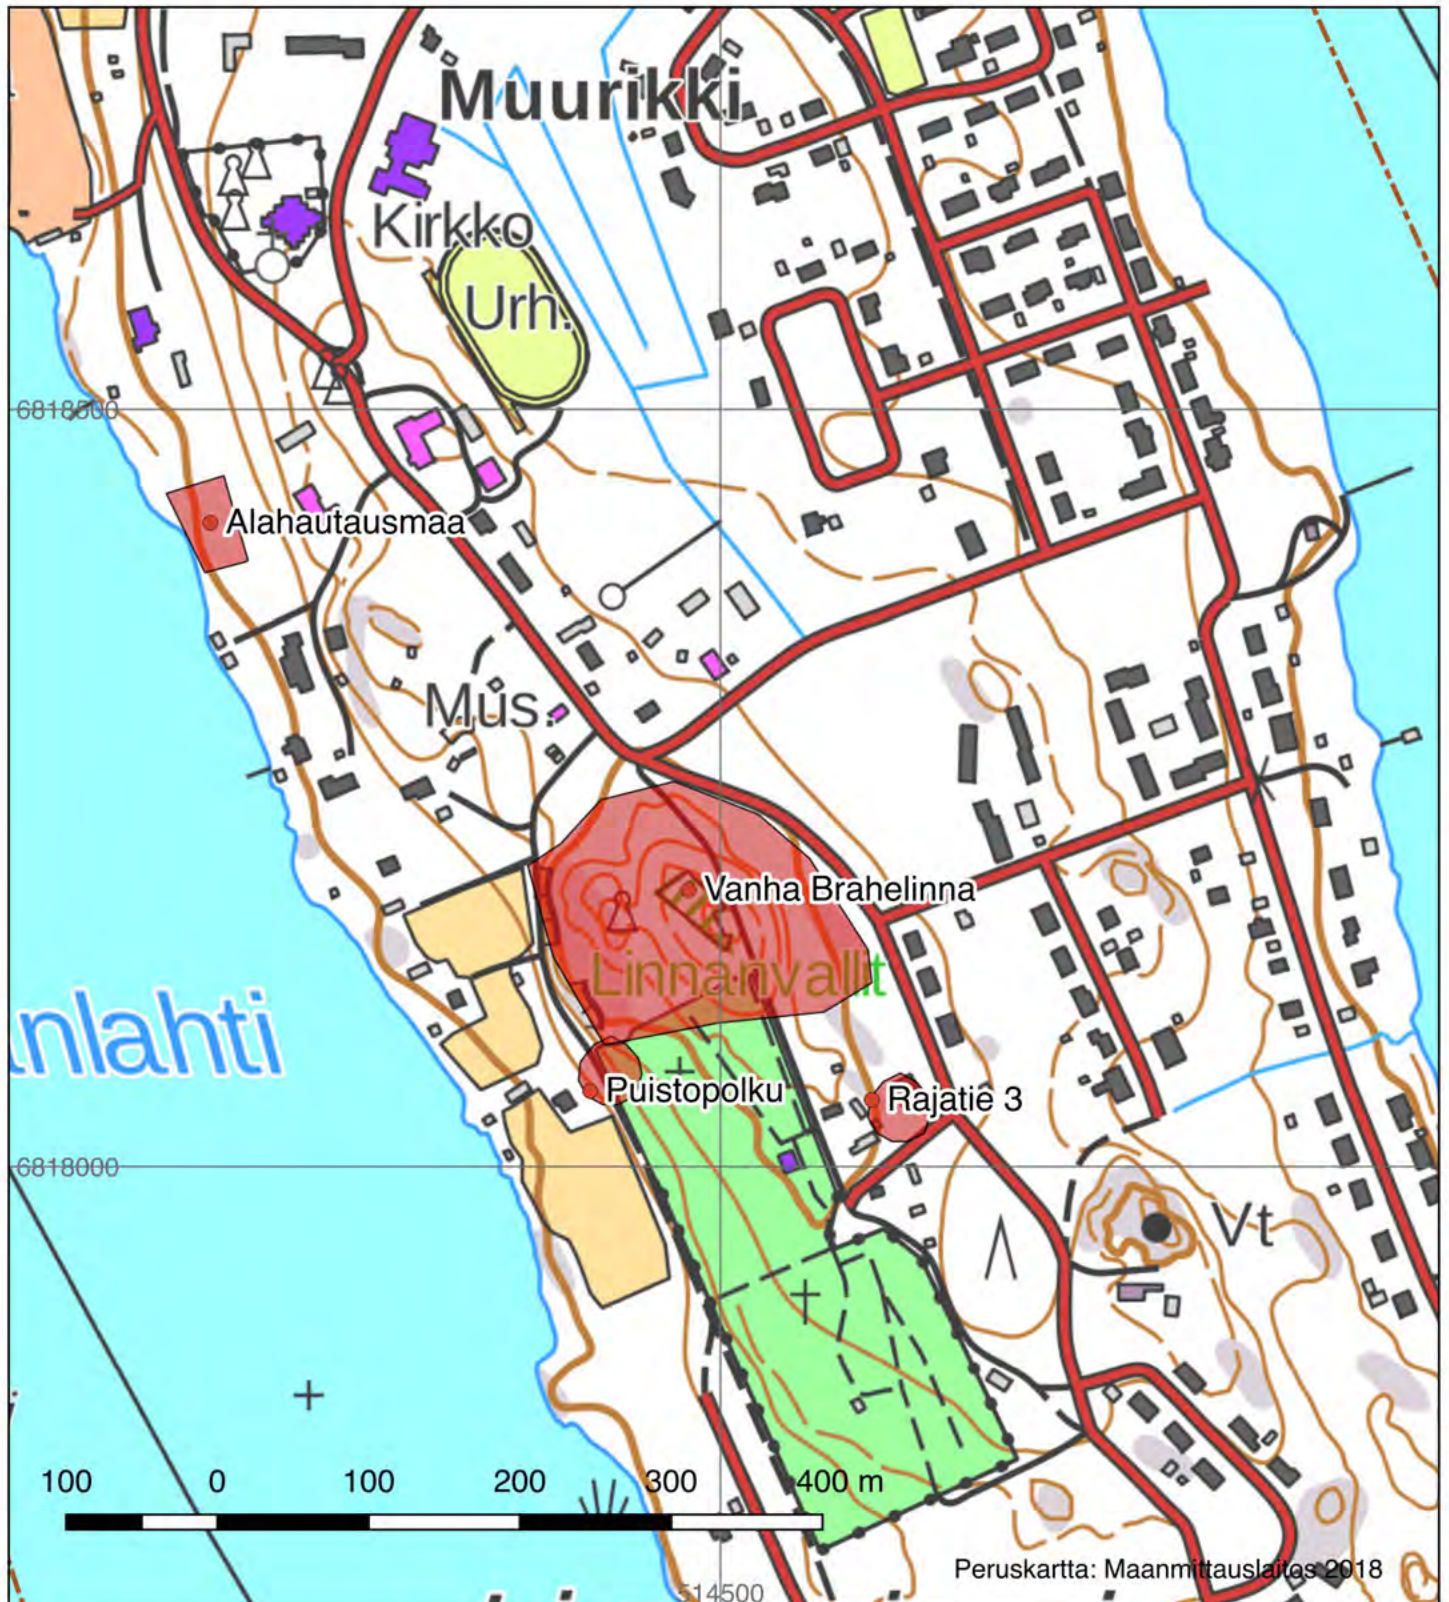 Muurikki
Kirkko
Urh.
6818500
Alahautausmaa
Mus.
Vanha Brahelinna
Linnanvallit
anlahti
Puistopolku
Rajatie 3
6818000
Vt
100 0 100 200 300 400 m
Peruskartta: Maanmittauslaitos 2018
514500